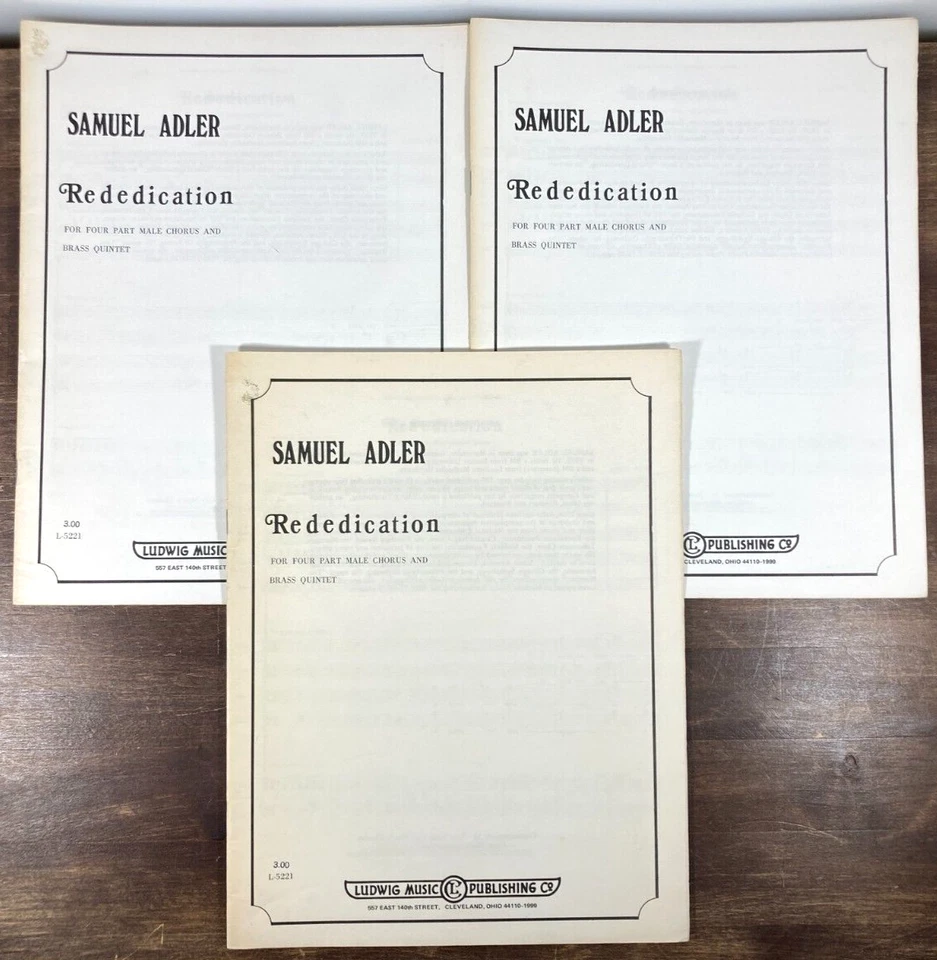 SAMUEL ADLER
Rededication
FOR FOUR PART MALE CHORUS AND
BRASS QUINTET
3.00
L-5221
LUDWIG MUSIC
557 EAST 140th STREET
SAMUEL ADLER
Rededication
FOR FOUR PART MALE CHORUS AND
BRASS QUINTET
PUBLISHING CO
CLEVELAND, OHIO 44110-1999
SAMUEL ADLER
Rededication
FOR FOUR PART MALE CHORUS AND
BRASS QUINTET
3.00
L-5221
LUDWIG MUSIC PUBLISHING CO
557 EAST 140th STREET, CLEVELAND, OHIO 44110-1999